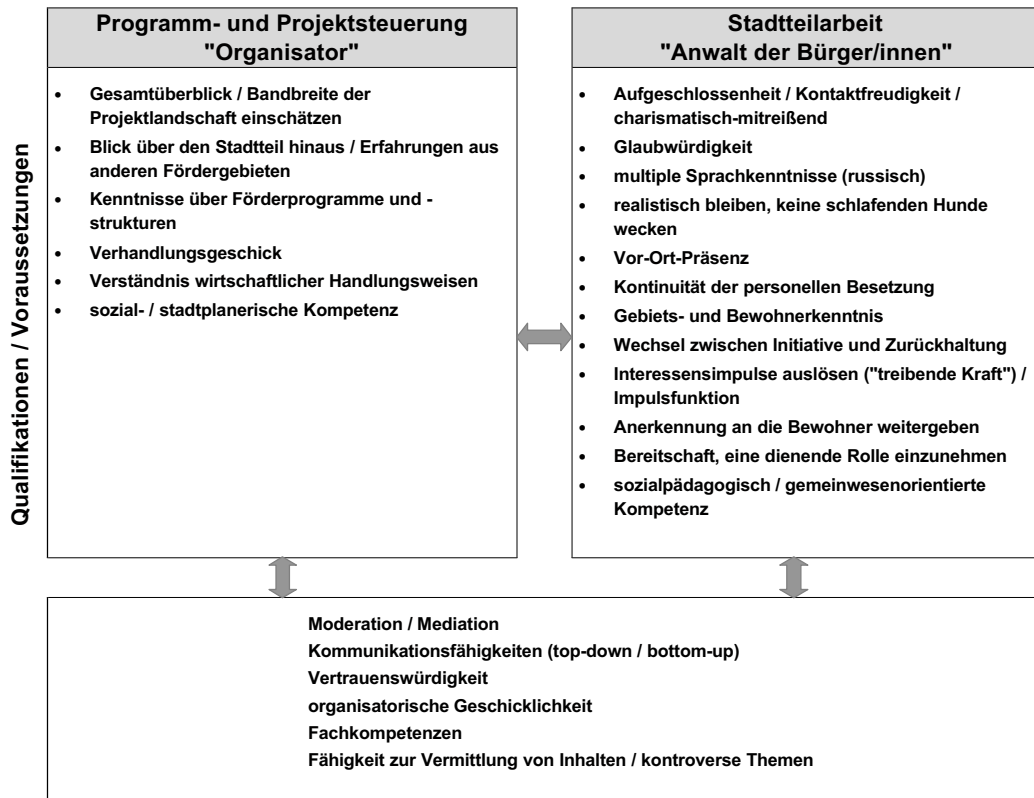 Qualifikationen / Voraussetzungen
Programm- und Projektsteuerung
"Organisator"
• Gesamtüberblick / Bandbreite der
Projektlandschaft einschätzen
• Blick über den Stadtteil hinaus / Erfahrungen aus
anderen Fördergebieten
• Kenntnisse über Förderprogramme und -
strukturen
• Verhandlungsgeschick
• Verständnis wirtschaftlicher Handlungsweisen
• sozial- / stadtplanerische Kompetenz
Stadtteilarbeit
"Anwalt der Bürger/innen"
• Aufgeschlossenheit / Kontaktfreudigkeit /
charismatisch-mitreißend
• Glaubwürdigkeit
• multiple Sprachkenntnisse (russisch)
• realistisch bleiben, keine schlafenden Hunde
wecken
• Vor-Ort-Präsenz
• Kontinuität der personellen Besetzung
• Gebiets- und Bewohnerkenntnis
• Wechsel zwischen Initiative und Zurückhaltung
• Interessensimpulse auslösen ("treibende Kraft") /
Impulsfunktion
• Anerkennung an die Bewohner weitergeben
• Bereitschaft, eine dienende Rolle einzunehmen
• sozialpädagogisch / gemeinwesenorientierte
Kompetenz
Moderation / Mediation
Kommunikationsfähigkeiten (top-down / bottom-up)
Vertrauenswürdigkeit
organisatorische Geschicklichkeit
Fachkompetenzen
Fähigkeit zur Vermittlung von Inhalten / kontroverse Themen